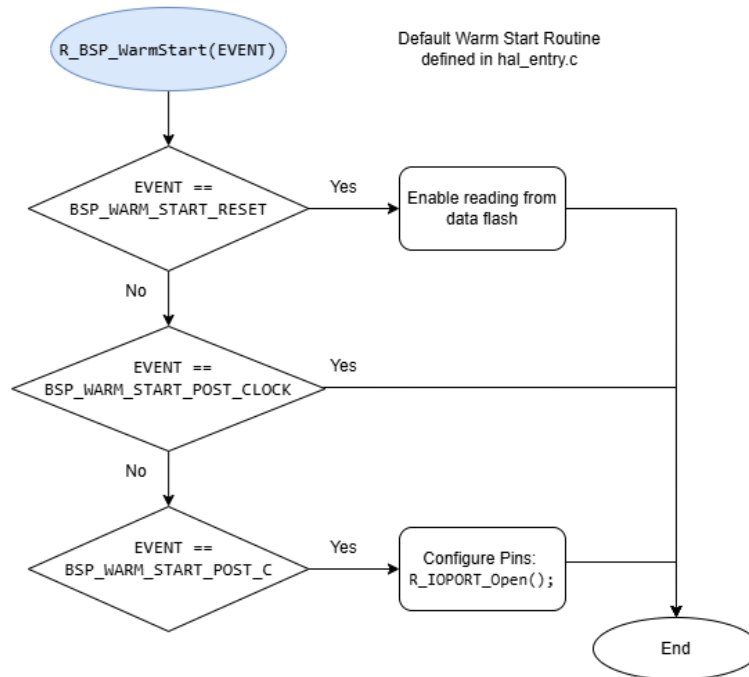 R_BSP_WarmStart(EVENT)
Default Warm Start Routine
defined in hal_entry.c
EVENT ==
BSP_WARM_START_RESET
Yes
Enable reading from
data flash
No
EVENT ==
BSP_WARM_START_POST_CLOCK
Yes
No
EVENT ==
BSP_WARM_START_POST_C
Yes
Configure Pins:
R_IOPORT_Open();
End